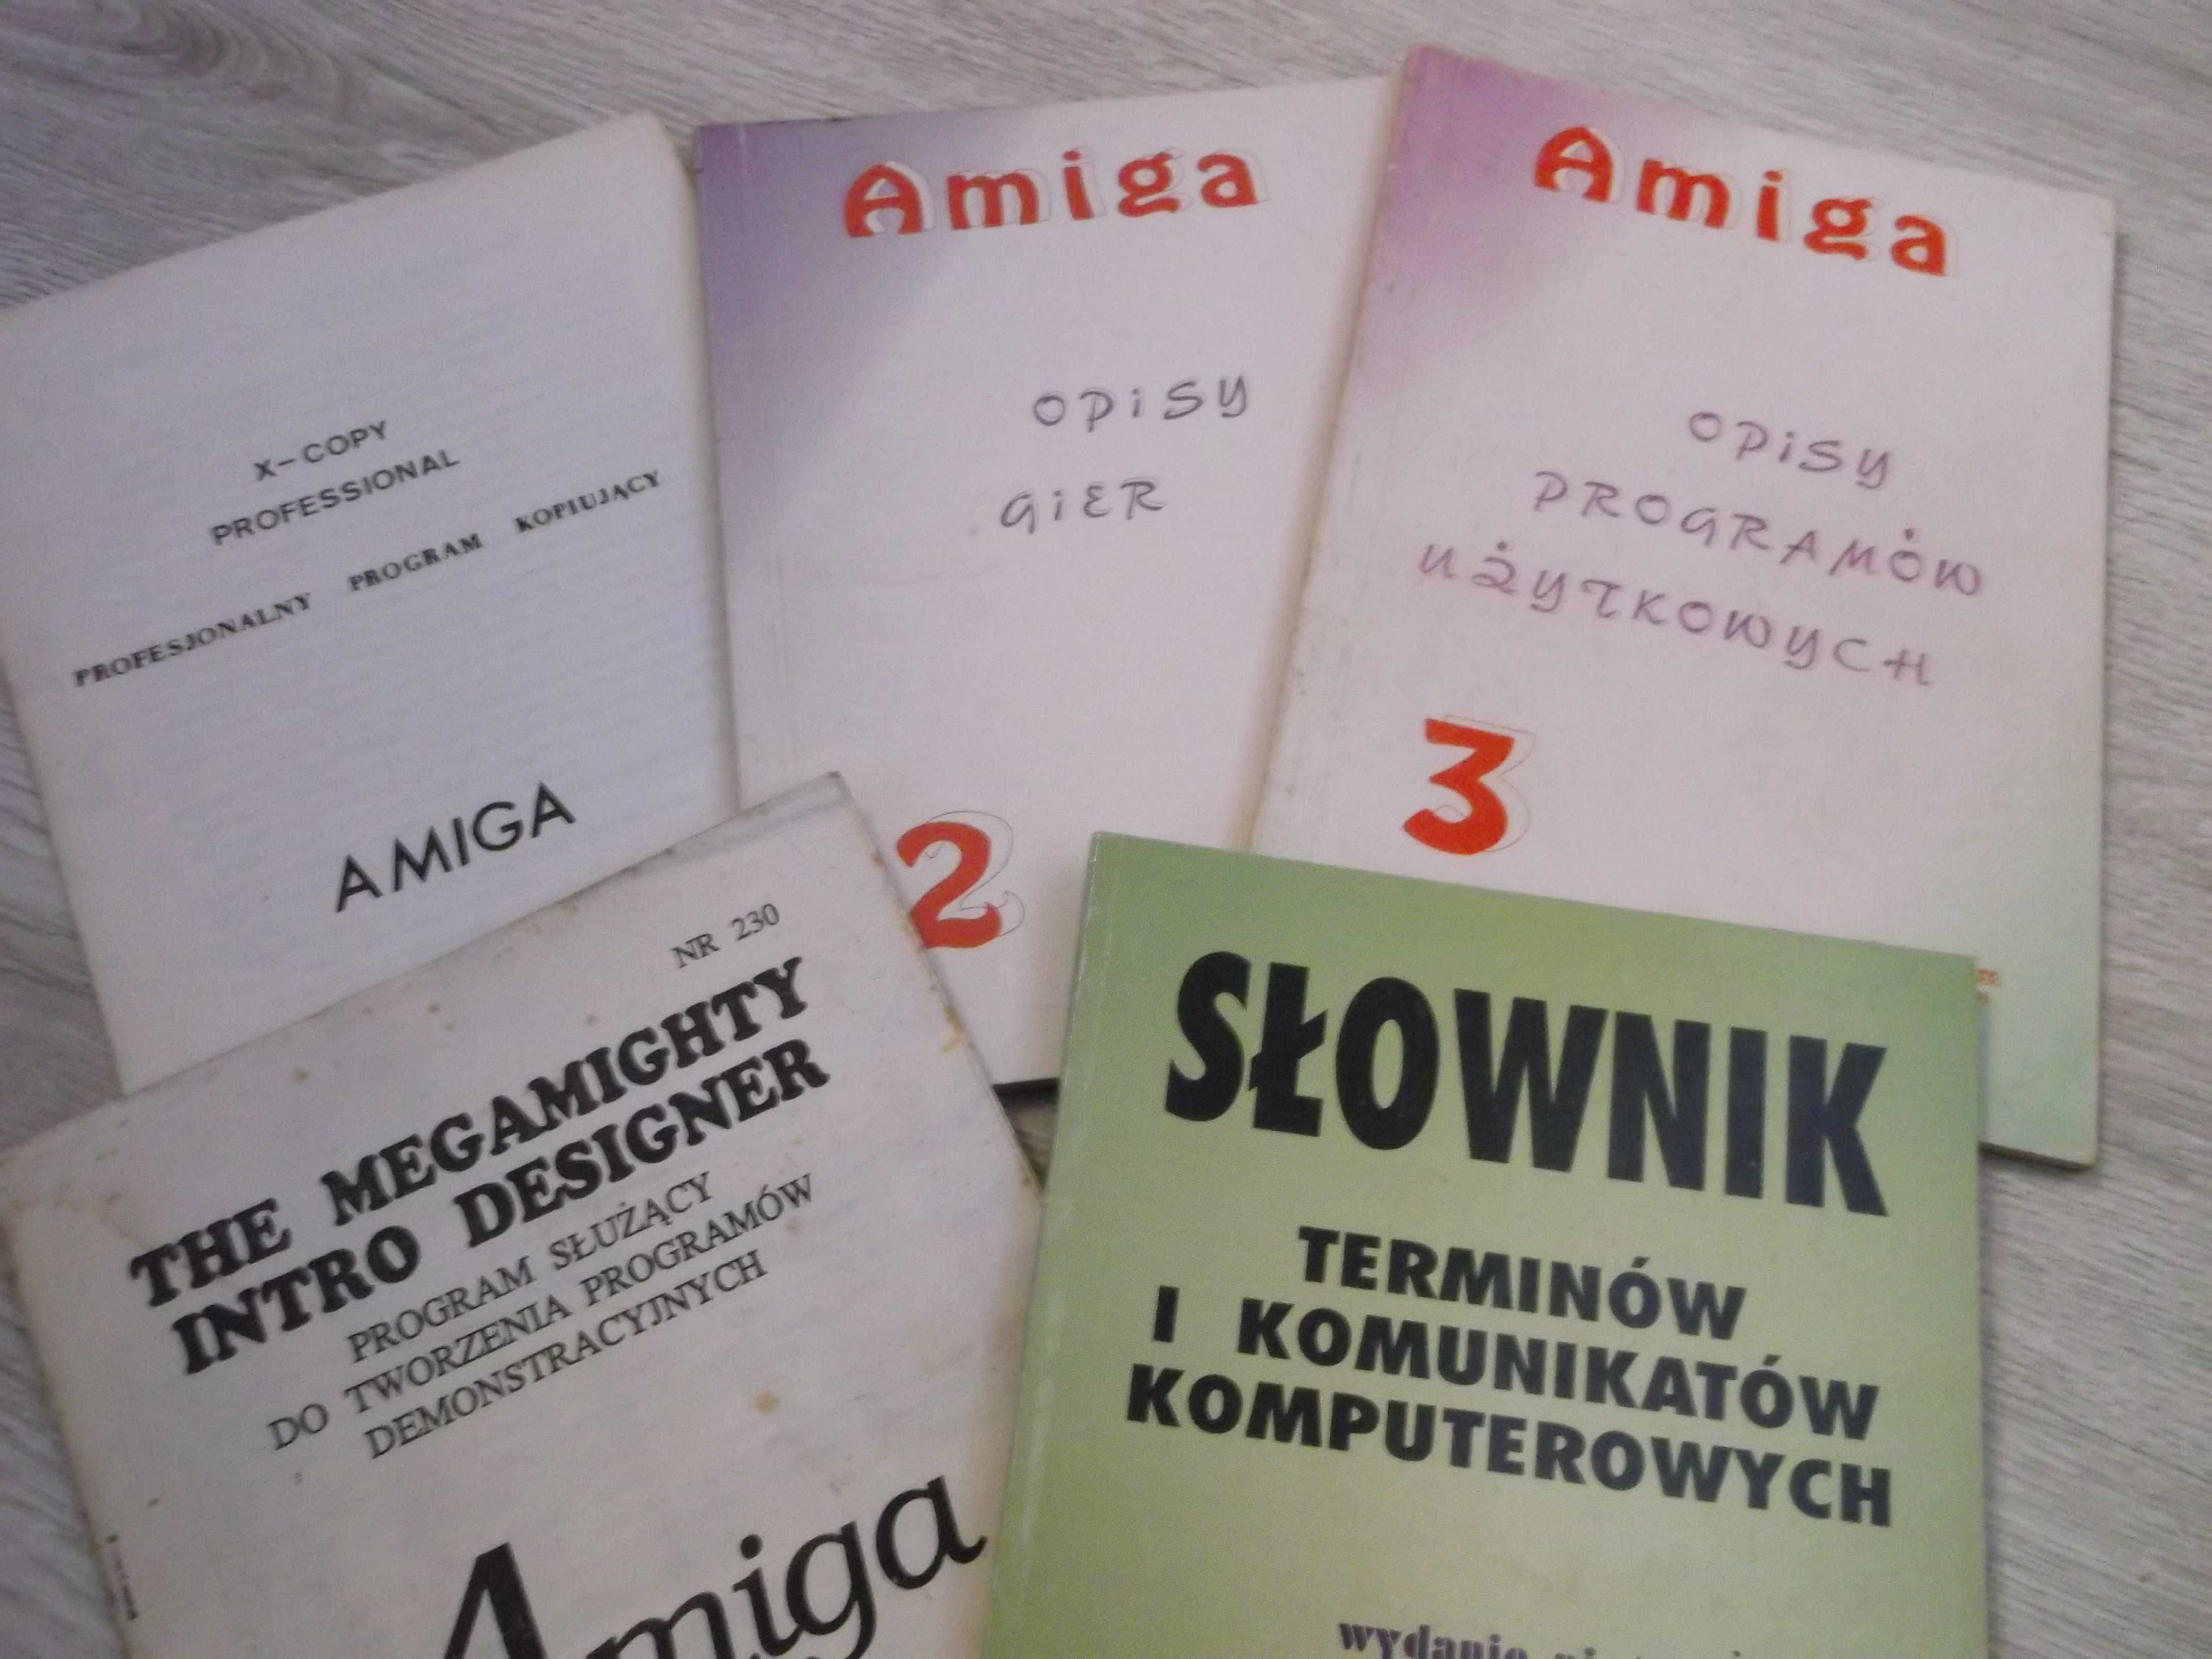 X-COPY
PROFESSIONAL
PROFESJONALNY PROGRAM KOPIUJĄCY
AMIGA
Amiga
OPiSY
GiER
2
Amiga
OPiSY
PROGRAMÓW
UŻYTKOWYCH
3
NR 230
THE MEGAMIGHTY
INTRO DESIGNER
PROGRAM SŁUŻĄCY
DO TWORZENIA PROGRAMÓW
DEMONSTRACYJNYCH
Amiga
SŁOWNIK
TERMINÓW
I KOMUNIKATÓW
KOMPUTEROWYCH
wydanie